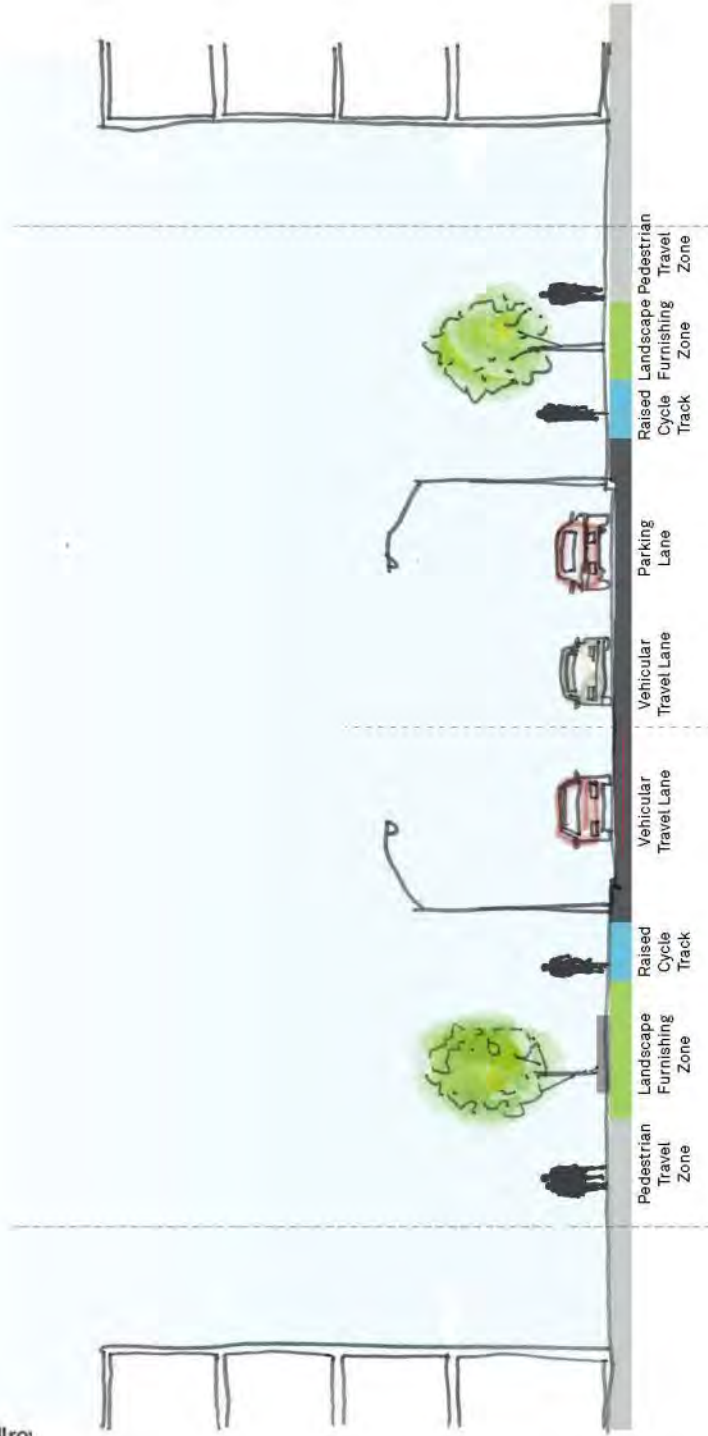 Pedestrian
Travel
Zone
Landscape
Furnishing
Zone
Raised
Cycle
Track
Vehicular
Travel Lane
Vehicular
Travel Lane
Parking
Lane
Raised
Cycle
Track
Landscape
Furnishing
Zone
Pedestrian
Travel
Zone